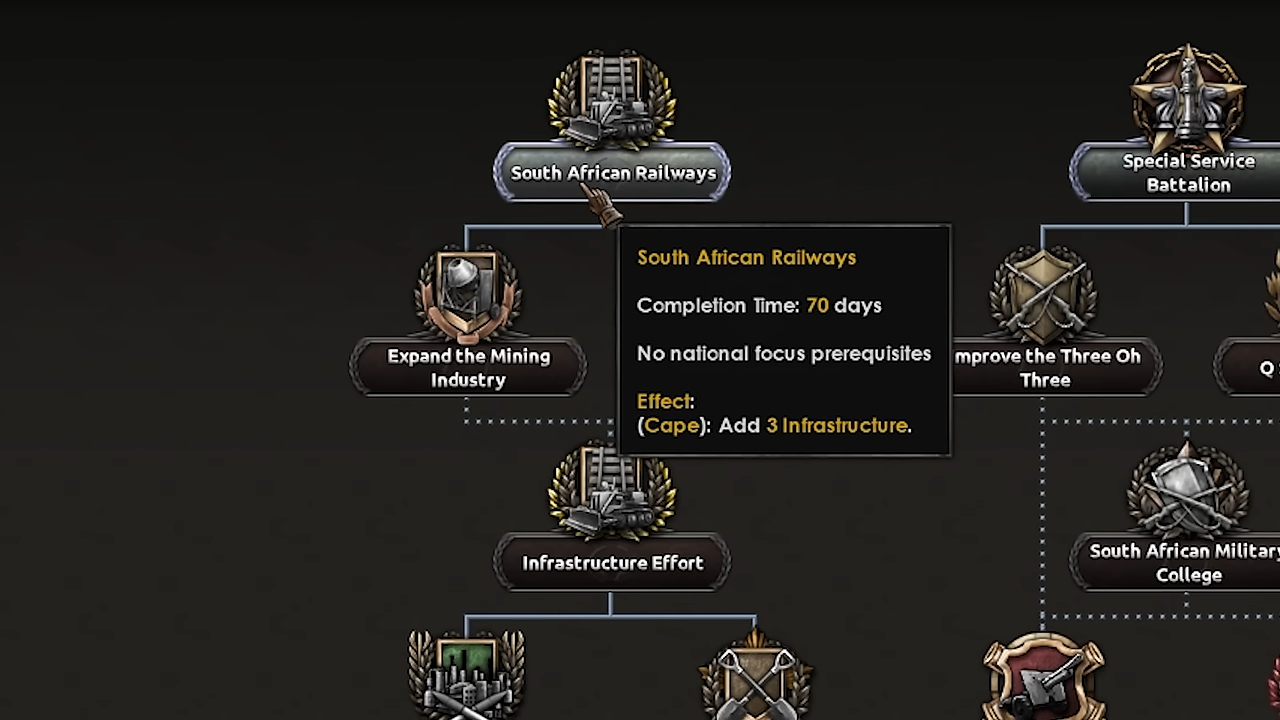 South African Railways
Special Service
Battalion
South African Railways
Completion Time: 70 days
No national focus prerequisites
Effect:
(Cape): Add 3 Infrastructure.
Expand the Mining
Industry
mprove the Three Oh
Three
Q
Infrastructure Effort
South African Military
College